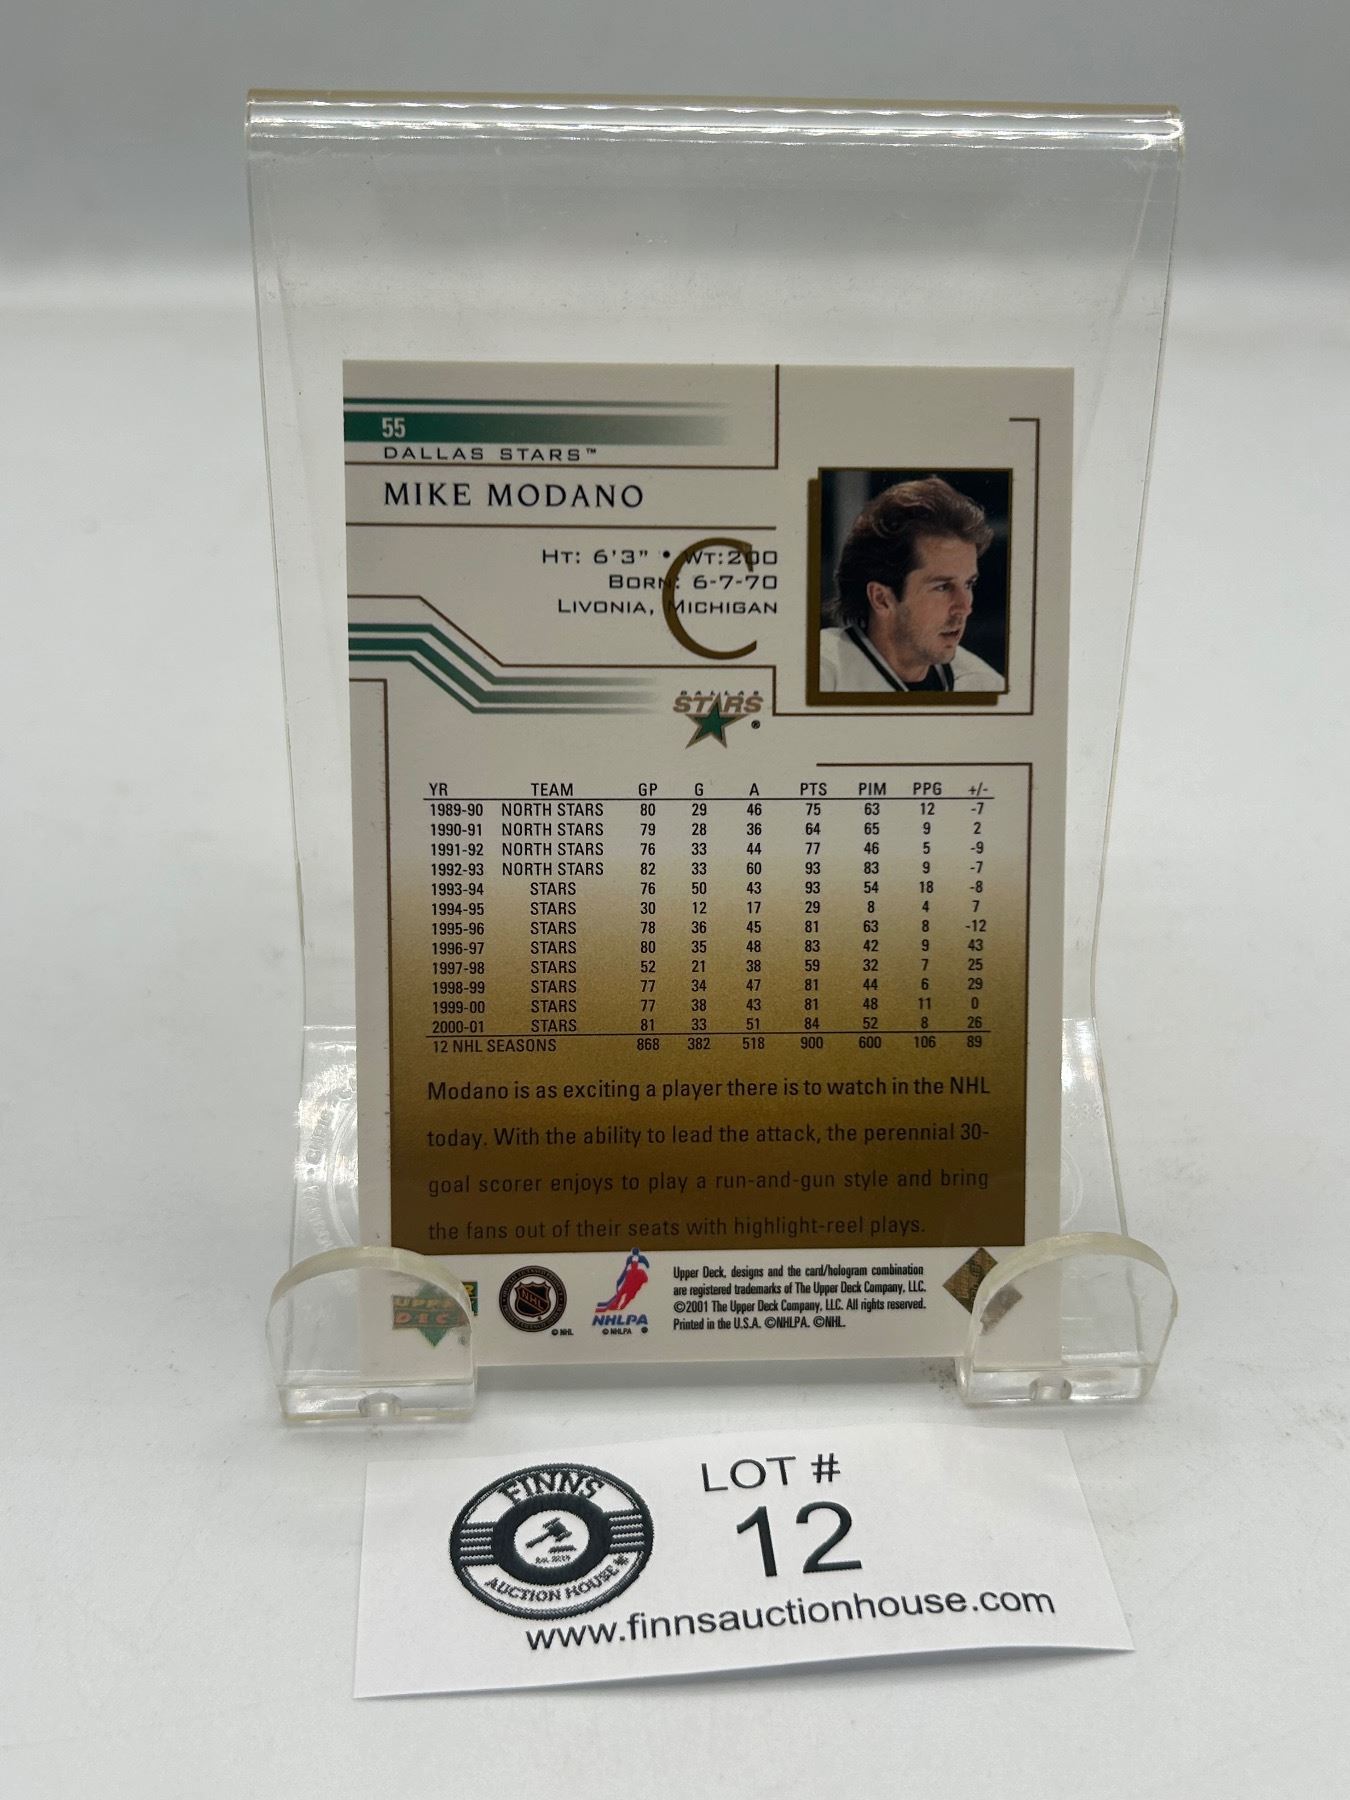 55
DALLAS STARS™
MIKE MODANO
HT: 6'3" • WT:200
BORN: 6-7-70
LIVONIA, MICHIGAN
C
DALLAS
STARS®
YR TEAM GP G A PTS PIM PPG +/-
1989-90 NORTH STARS 80 29 46 75 63 12 -7
1990-91 NORTH STARS 79 28 36 64 65 9 2
1991-92 NORTH STARS 76 33 44 77 46 5 -9
1992-93 NORTH STARS 82 33 60 93 83 9 -7
1993-94 STARS 76 50 43 93 54 18 -8
1994-95 STARS 30 12 17 29 8 4 7
1995-96 STARS 78 36 45 81 63 8 -12
1996-97 STARS 80 35 48 83 42 9 43
1997-98 STARS 52 21 38 59 32 7 25
1998-99 STARS 77 34 47 81 44 6 29
1999-00 STARS 77 38 43 81 48 11 0
2000-01 STARS 81 33 51 84 52 8 26
12 NHL SEASONS 868 382 518 900 600 106 89
Modano is as exciting a player there is to watch in the NHL
today. With the ability to lead the attack, the perennial 30-
goal scorer enjoys to play a run-and-gun style and bring
the fans out of their seats with highlight-reel plays.
UPPER
DECK
NHL
© NHL
NHLPA
© NHLPA ®
Upper Deck, designs and the card/hologram combination
are registered trademarks of The Upper Deck Company, LLC.
©2001 The Upper Deck Company, LLC. All rights reserved.
Printed in the U.S.A. ©NHLPA. ©NHL.
FINNS
AUCTION HOUSE
LOT #
12
www.finnsauctionhouse.com